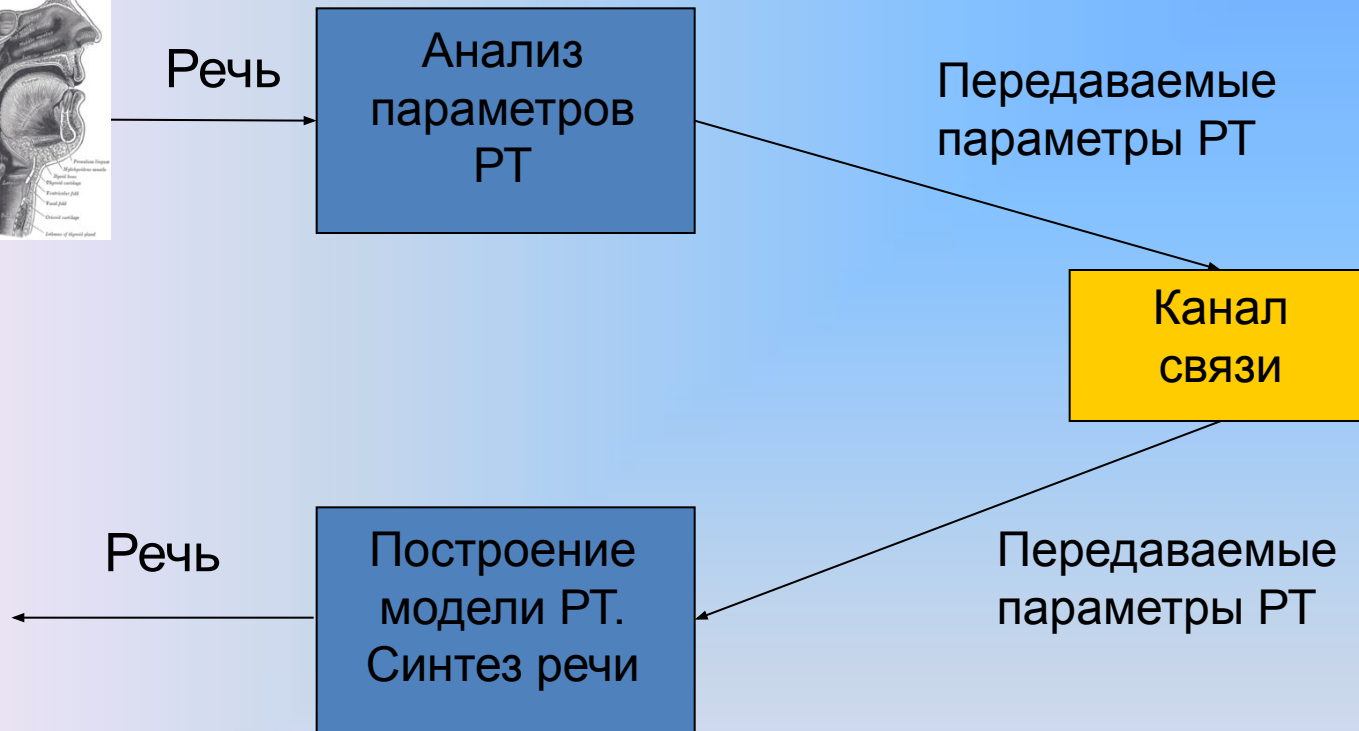 Речь
Анализ
параметров
РТ
Передаваемые
параметры РТ
Канал
связи
Речь
Построение
модели РТ.
Синтез речи
Передаваемые
параметры РТ